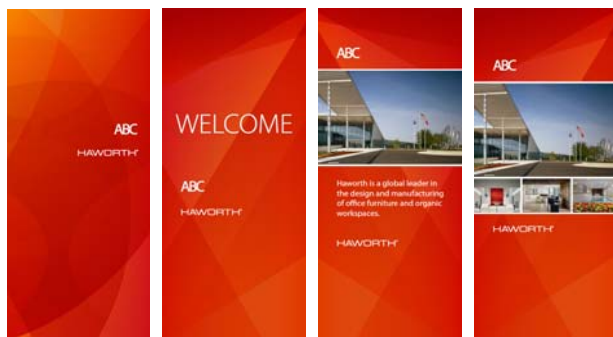 ABC
HAWORTH®
WELCOME
ABC
HAWORTH®
ABC
Haworth is a global leader in
the design and manufacturing
of office furniture and organic
workspaces.
HAWORTH®
ABC
HAWORTH®